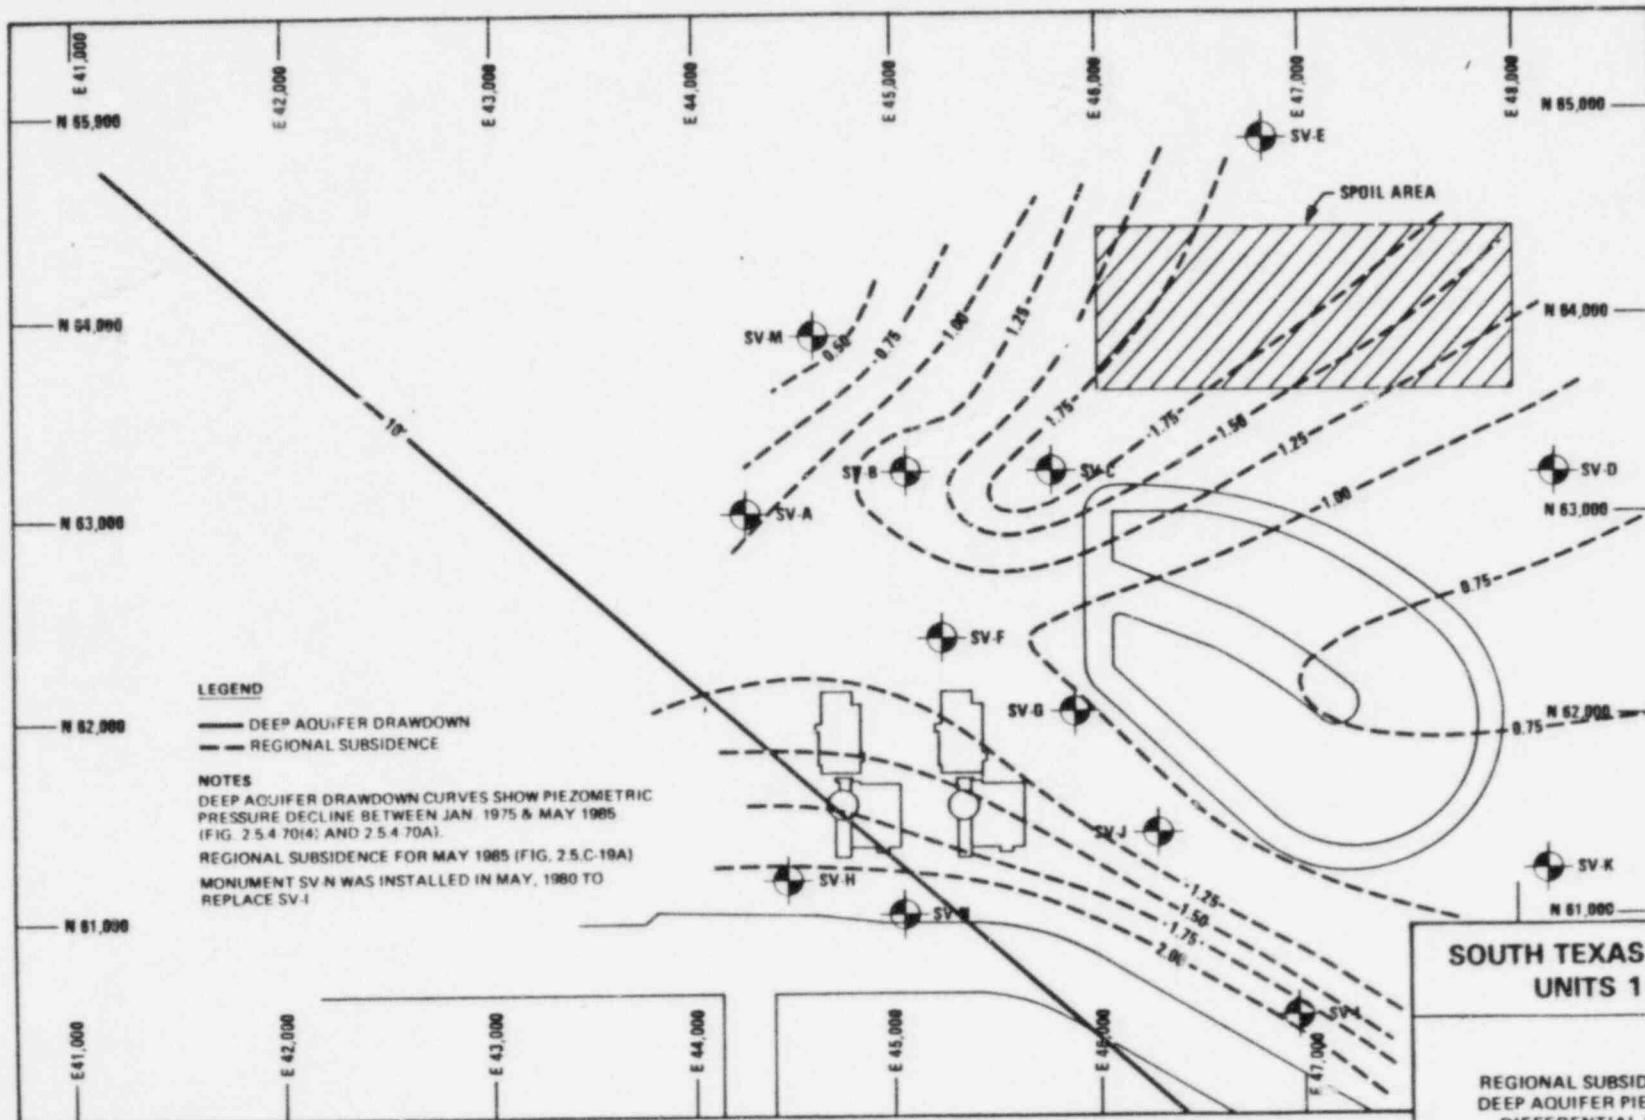 E 41,000
E 42,000
E 43,000
E 44,000
E 45,000
E 46,000
E 47,000
E 48,000
N 65,000
N 65,000
SV-E
SPOIL AREA
N 64,000
N 64,000
SV-M
0.50
0.75
1.00
1.25
1.75
1.75
1.50
1.25
1.00
10'
SV-B
SV-C
SV-D
SV-A
N 63,000
N 63,000
0.75
SV-F
SV-G
N 62,000
N 62,000
0.75
LEGEND
DEEP AQUIFER DRAWDOWN
REGIONAL SUBSIDENCE
NOTES
DEEP AQUIFER DRAWDOWN CURVES SHOW PIEZOMETRIC
PRESSURE DECLINE BETWEEN JAN. 1975 & MAY 1985
(FIG. 2.5.4-70(4) AND 2.5.4-70A).
REGIONAL SUBSIDENCE FOR MAY 1985 (FIG. 2.5.C-19A)
MONUMENT SV-N WAS INSTALLED IN MAY, 1980 TO
REPLACE SV-I
SV-J
SV-K
SV-H
SV-N
1.25
1.50
1.75
2.00
N 61,000
N 61,000
E 41,000
E 42,000
E 43,000
E 44,000
E 45,000
E 46,000
E 47,000
SOUTH TEXAS
UNITS 1
REGIONAL SUBSID
DEEP AQUIFER PIE
DIFFERENTIAL